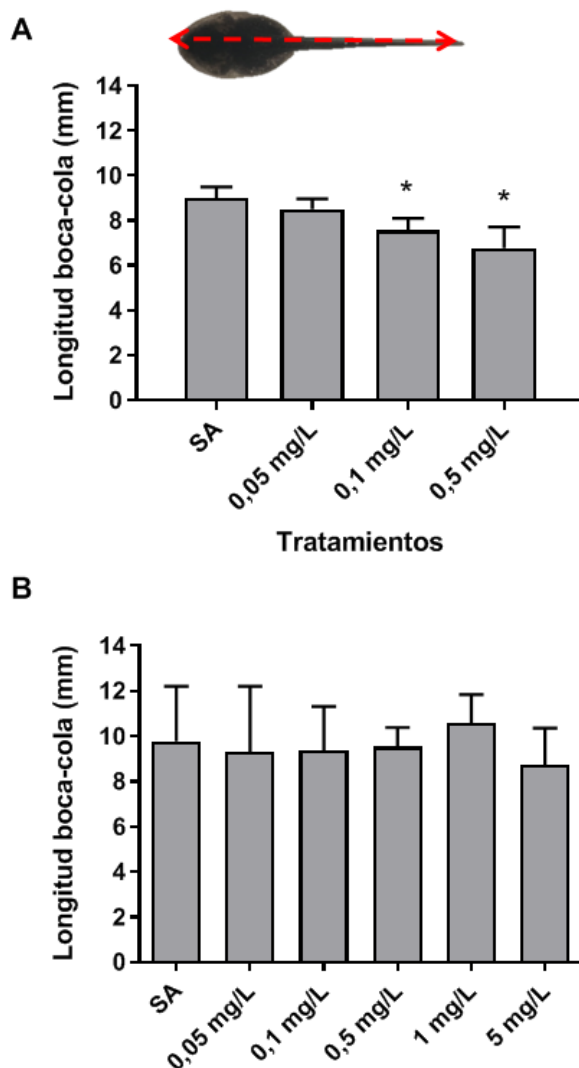 A
Longitud boca-cola (mm)
14
12
10
8
6
4
2
0
*
*
SA
0,05 mg/L
0,1 mg/L
0,5 mg/L
Tratamientos
B
Longitud boca-cola (mm)
14
12
10
8
6
4
2
0
SA
0,05 mg/L
0,1 mg/L
0,5 mg/L
1 mg/L
5 mg/L